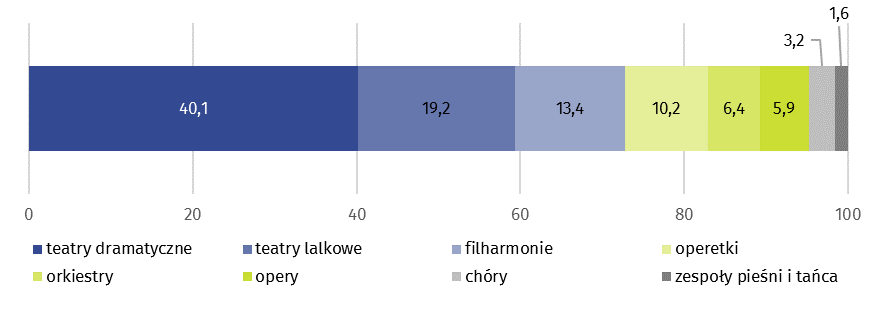 1,6
3,2
40,1 19,2 13,4 10,2 6,4 5,9
0 20 40 60 80 100
teatry dramatyczne teatry lalkowe filharmonie operetki
orkiestry opery chóry zespoły pieśni i tańca